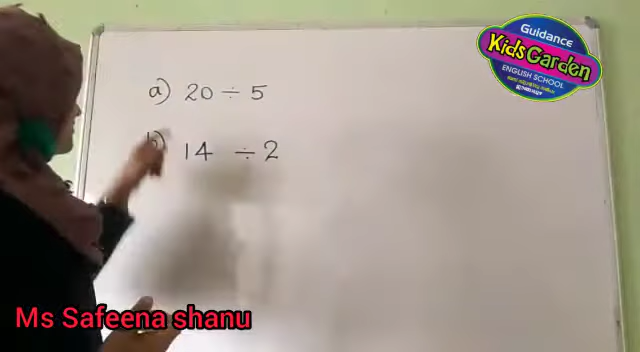 Guidance
Kids Garden
ENGLISH SCHOOL
a) 20 ÷ 5
b) 14 ÷ 2
Ms Safeena shanu